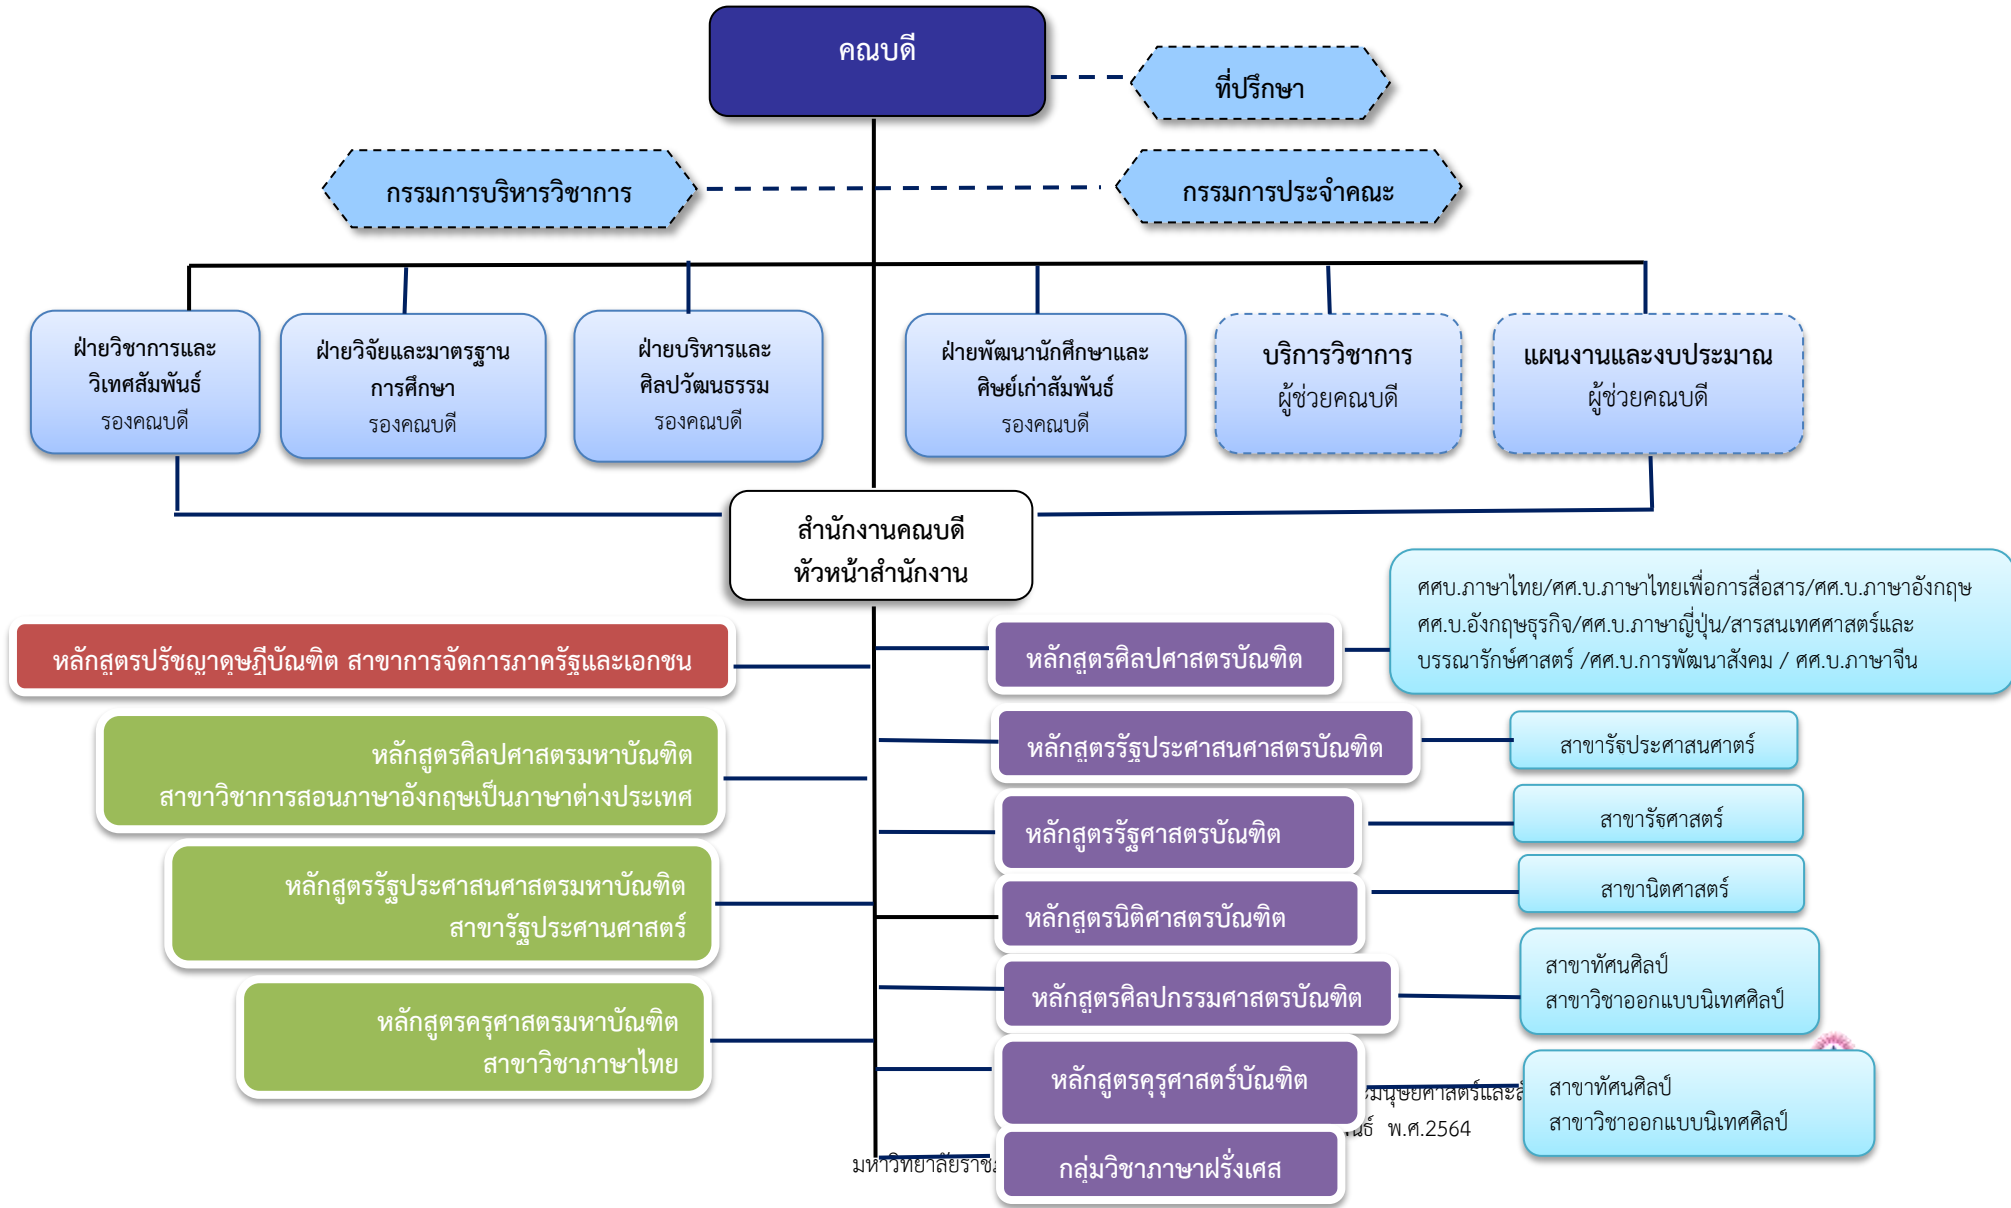 คณบดี
ที่ปรึกษา
กรรมการบริหารวิชาการ
กรรมการประจำคณะ
ฝ่ายวิชาการและ
วิเทศสัมพันธ์
รองคณบดี
ฝ่ายวิจัยและมาตรฐาน
การศึกษา
รองคณบดี
ฝ่ายบริหารและ
ศิลปวัฒนธรรม
รองคณบดี
ฝ่ายพัฒนานักศึกษาและ
ศิษย์เก่าสัมพันธ์
รองคณบดี
บริการวิชาการ
ผู้ช่วยคณบดี
แผนงานและงบประมาณ
ผู้ช่วยคณบดี
สำนักงานคณบดี
หัวหน้าสำนักงาน
หลักสูตรปรัชญาดุษฎีบัณฑิต สาขาการจัดการภาครัฐและเอกชน
หลักสูตรศิลปศาสตรมหาบัณฑิต
สาขาวิชาการสอนภาษาอังกฤษเป็นภาษาต่างประเทศ
หลักสูตรรัฐประศาสนศาสตรมหาบัณฑิต
สาขารัฐประศานศาสตร์
หลักสูตรครุศาสตรมหาบัณฑิต
สาขาวิชาภาษาไทย
หลักสูตรศิลปศาสตรบัณฑิต
ศศบ.ภาษาไทย/ศศ.บ.ภาษาไทยเพื่อการสื่อสาร/ศศ.บ.ภาษาอังกฤษ
ศศ.บ.อังกฤษธุรกิจ/ศศ.บ.ภาษาญี่ปุ่น/สารสนเทศศาสตร์และ
บรรณารักษ์ศาสตร์ /ศศ.บ.การพัฒนาสังคม / ศศ.บ.ภาษาจีน
หลักสูตรรัฐประศาสนศาสตรบัณฑิต
สาขารัฐประศาสนศาตร์
หลักสูตรรัฐศาสตรบัณฑิต
สาขารัฐศาสตร์
หลักสูตรนิติศาสตรบัณฑิต
สาขานิตศาสตร์
หลักสูตรศิลปกรรมศาสตรบัณฑิต
สาขาทัศนศิลป์
สาขาวิชาออกแบบนิเทศศิลป์
หลักสูตรคุรุศาสตร์บัณฑิต
สาขาทัศนศิลป์
สาขาวิชาออกแบบนิเทศศิลป์
ะมนุษยศาสตร์และ
พ.ศ.2564
มหาวิทยาลัยราช
กลุ่มวิชาภาษาฝรั่งเศส